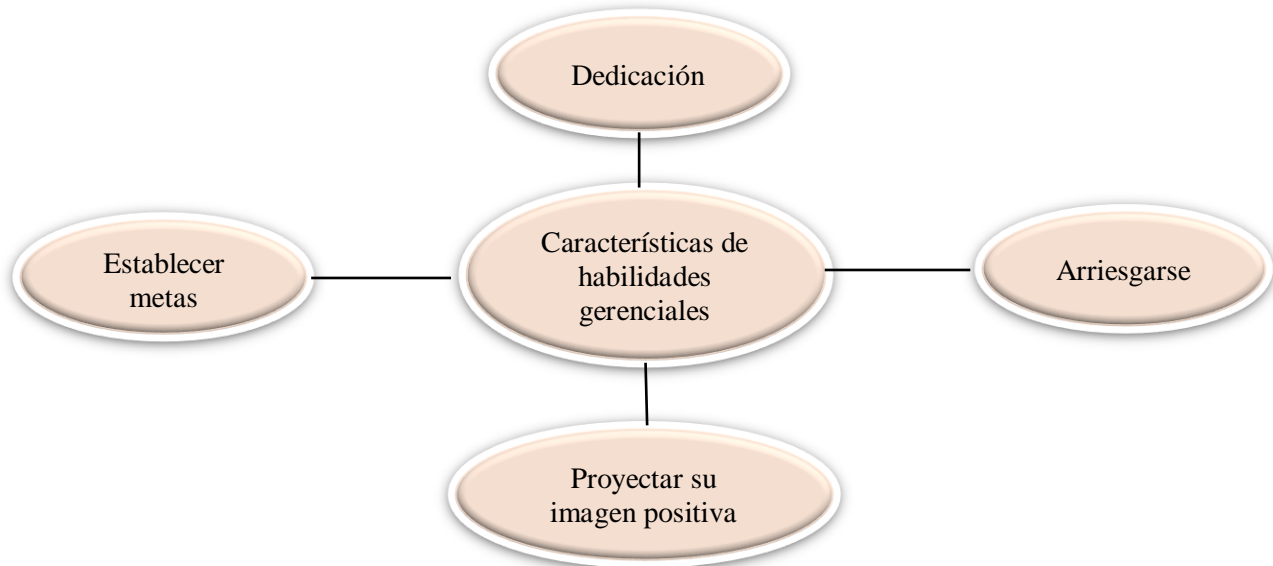 Dedicación
Establecer
metas
Características de
habilidades
gerenciales
Arriesgarse
Proyectar su
imagen positiva